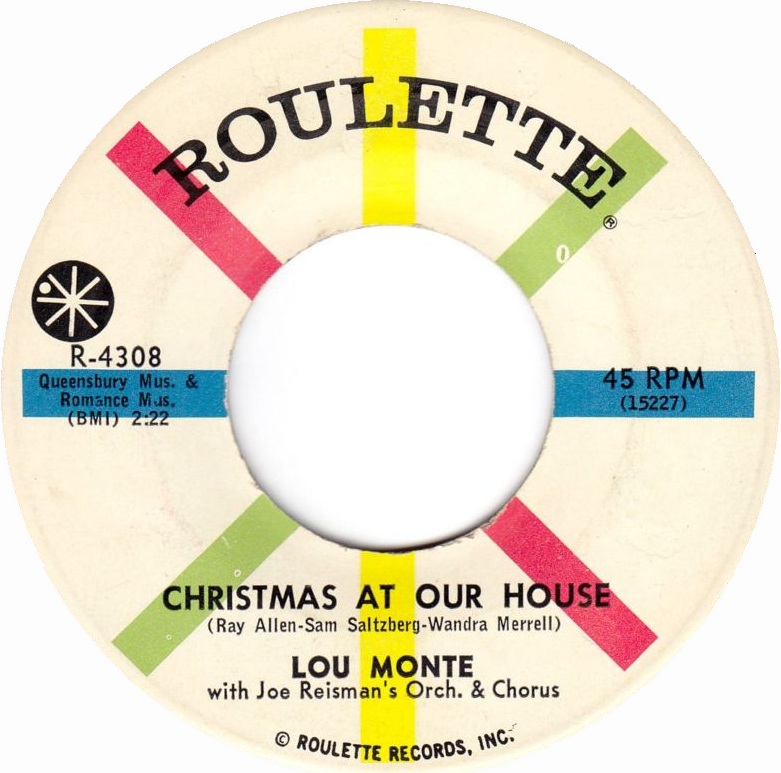 ROULETTE®
R-4308
Queensbury Mus. &
Romance Mus.
(BMI) 2:22
45 RPM
(15227)
CHRISTMAS AT OUR HOUSE
(Ray Allen-Sam Saltzberg-Wandra Merrell)
LOU MONTE
with Joe Reisman's Orch. & Chorus
© ROULETTE RECORDS, INC.